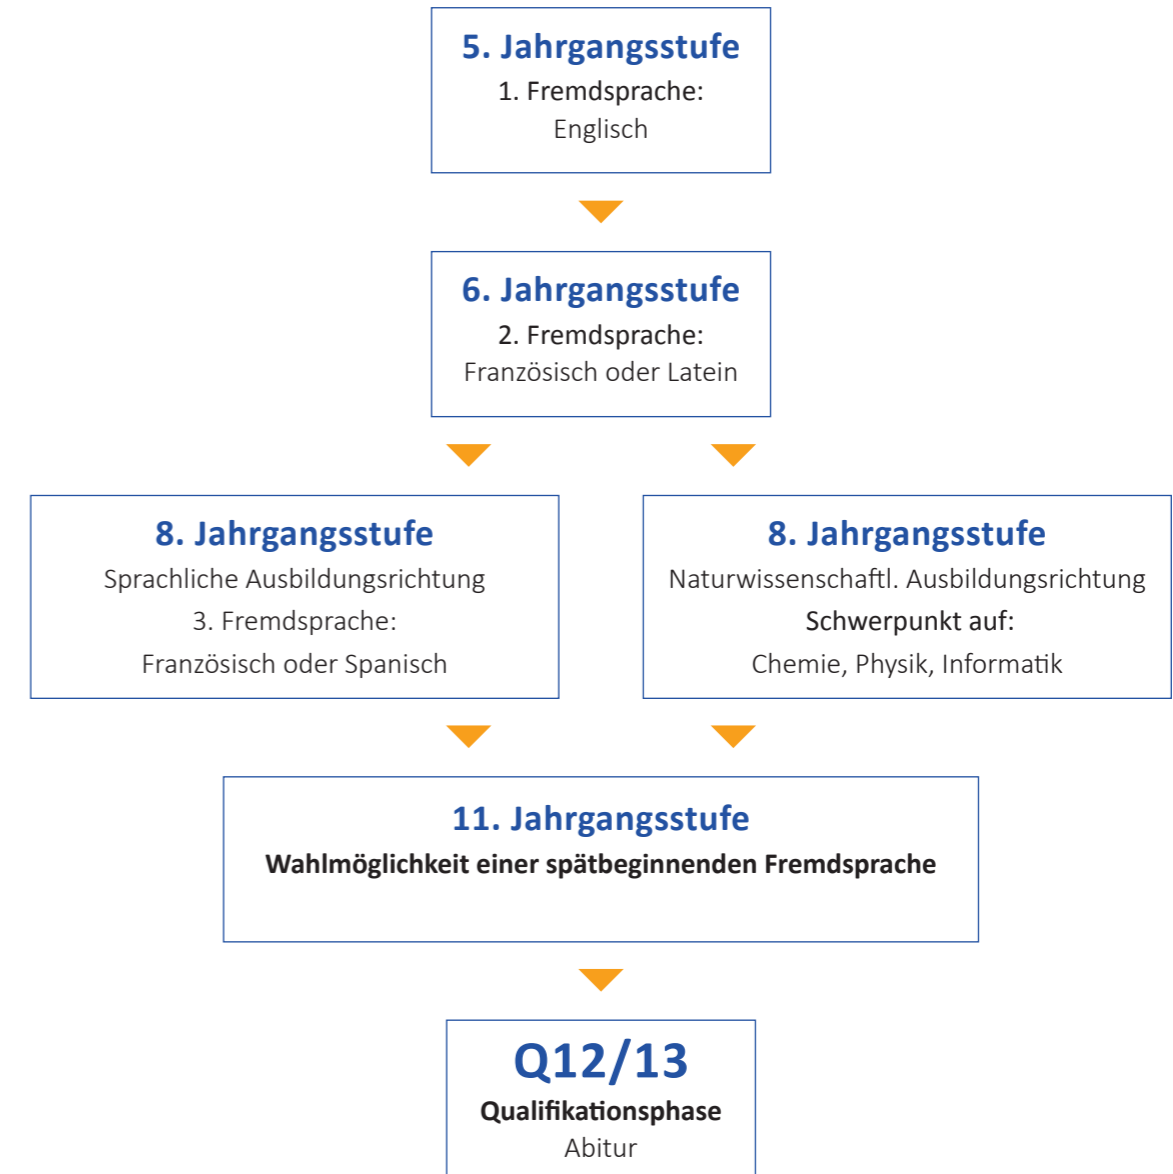 5. Jahrgangsstufe
1. Fremdsprache:
Englisch
6. Jahrgangsstufe
2. Fremdsprache:
Französisch oder Latein
8. Jahrgangsstufe
Sprachliche Ausbildungsrichtung
3. Fremdsprache:
Französisch oder Spanisch
8. Jahrgangsstufe
Naturwissenschaftl. Ausbildungsrichtung
Schwerpunkt auf:
Chemie, Physik, Informatik
11. Jahrgangsstufe
Wahlmöglichkeit einer spätbeginnenden Fremdsprache
Q12/13
Qualifikationsphase
Abitur